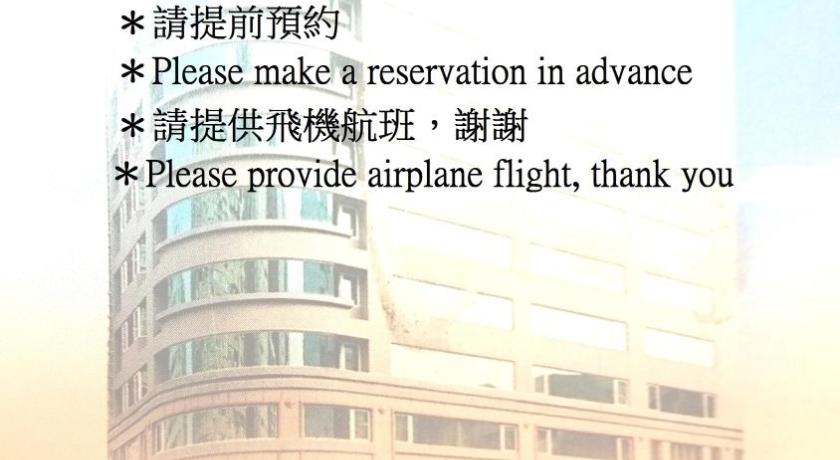 ＊請提前預約
＊Please make a reservation in advance
＊請提供飛機航班，謝謝
＊Please provide airplane flight, thank you